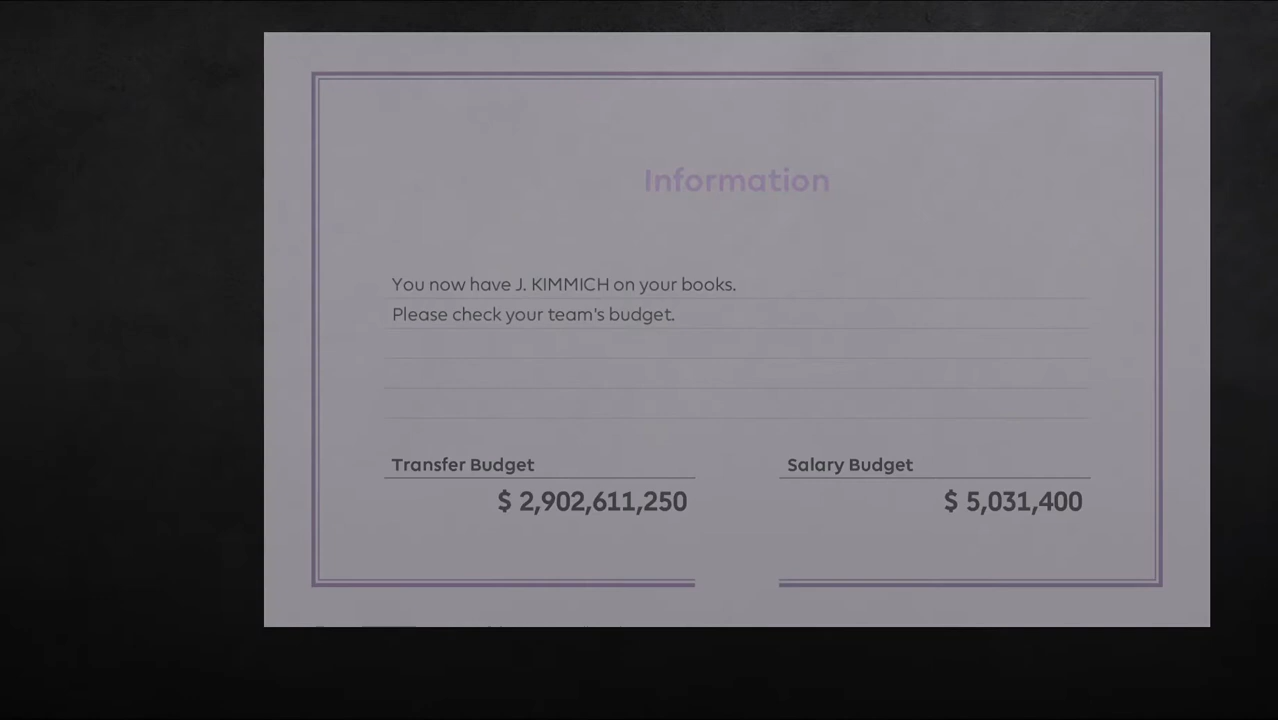 Information
You now have J. KIMMICH on your books.
Please check your team's budget.
Transfer Budget
$ 2,902,611,250
Salary Budget
$ 5,031,400